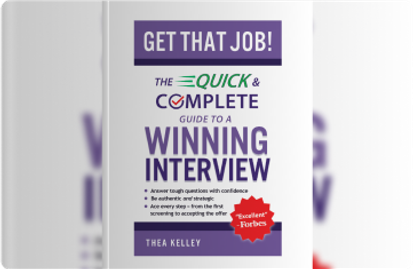 GET THAT JOB!
THE QUICK &
COMPLETE
GUIDE TO A
WINNING
INTERVIEW
• Answer tough questions with confidence
• Be authentic and strategic
• Ace every step – from the first
screening to accepting the offer
"Excellent"
-Forbes
THEA KELLEY